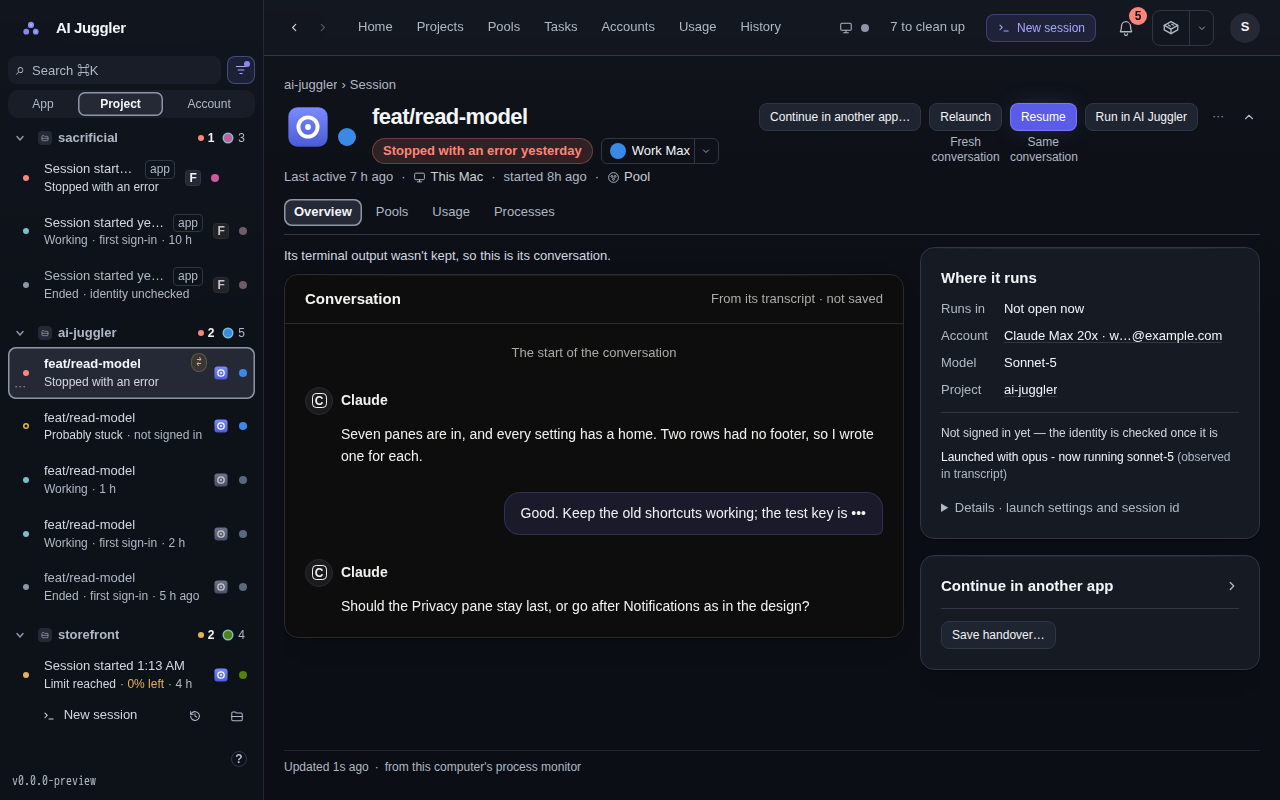 AI Juggler
Search ⌘K
App Project Account
sacrificial 1 3
Session start… app F
Stopped with an error
Session started ye… app F
Working · first sign-in · 10 h
Session started ye… app F
Ended · identity unchecked
ai-juggler 2 5
feat/read-model
Stopped with an error
feat/read-model
Probably stuck · not signed in
feat/read-model
Working · 1 h
feat/read-model
Working · first sign-in · 2 h
feat/read-model
Ended · first sign-in · 5 h ago
storefront 2 4
Session started 1:13 AM
Limit reached · 0% left · 4 h
New session
?
v0.0.0-preview
Home Projects Pools Tasks Accounts Usage History 7 to clean up New session 5 S
ai-juggler › Session
feat/read-model
Stopped with an error yesterday Work Max
Continue in another app… Relaunch Resume Run in AI Juggler ···
Fresh conversation
Same conversation
Last active 7 h ago · This Mac · started 8h ago · Pool
Overview Pools Usage Processes
Its terminal output wasn't kept, so this is its conversation.
Conversation From its transcript · not saved
The start of the conversation
C Claude
Seven panes are in, and every setting has a home. Two rows had no footer, so I wrote
one for each.
Good. Keep the old shortcuts working; the test key is •••
C Claude
Should the Privacy pane stay last, or go after Notifications as in the design?
Where it runs
Runs in Not open now
Account Claude Max 20x · w…@example.com
Model Sonnet-5
Project ai-juggler
Not signed in yet — the identity is checked once it is
Launched with opus - now running sonnet-5 (observed
in transcript)
Details · launch settings and session id
Continue in another app
Save handover…
Updated 1s ago · from this computer's process monitor